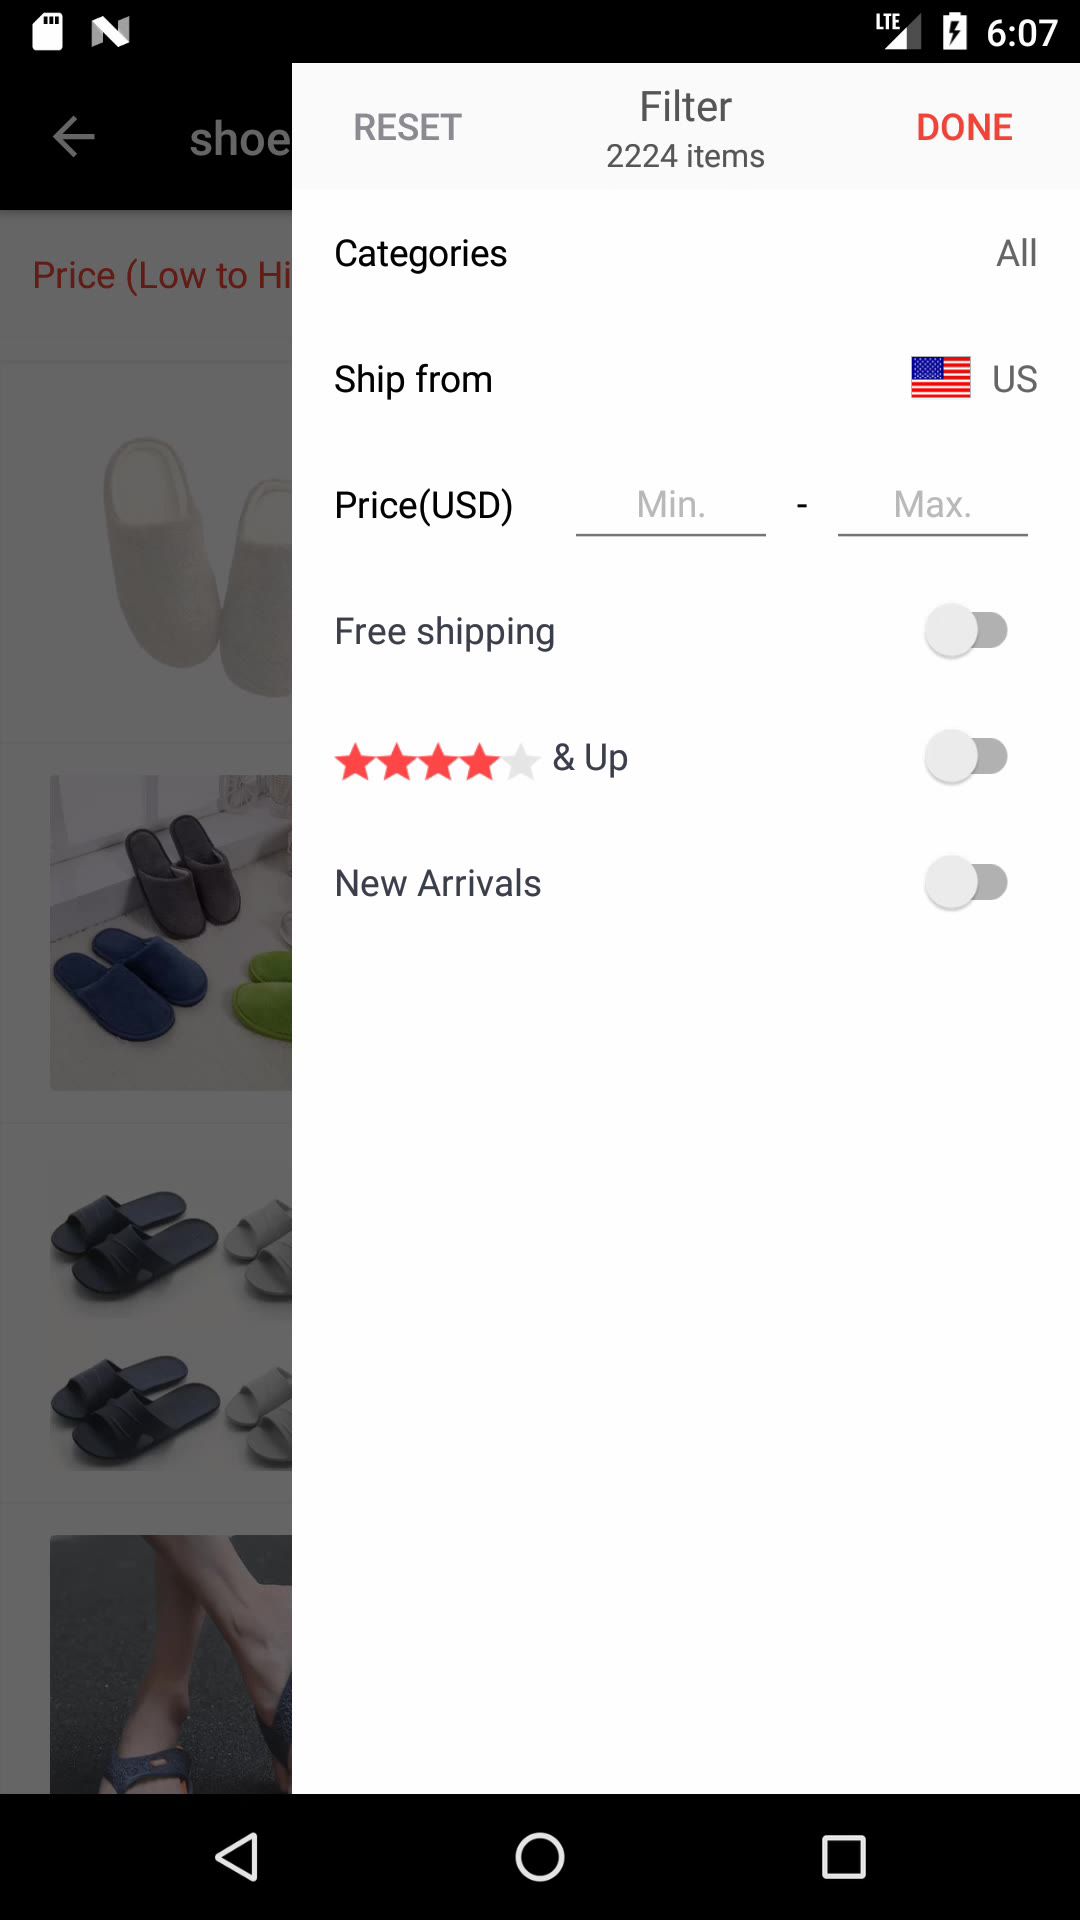 LTE 6:07
shoe
RESET
Filter
2224 items
DONE
Price (Low to Hi
Categories
All
Ship from
US
Price(USD)
Min.
-
Max.
Free shipping
& Up
New Arrivals